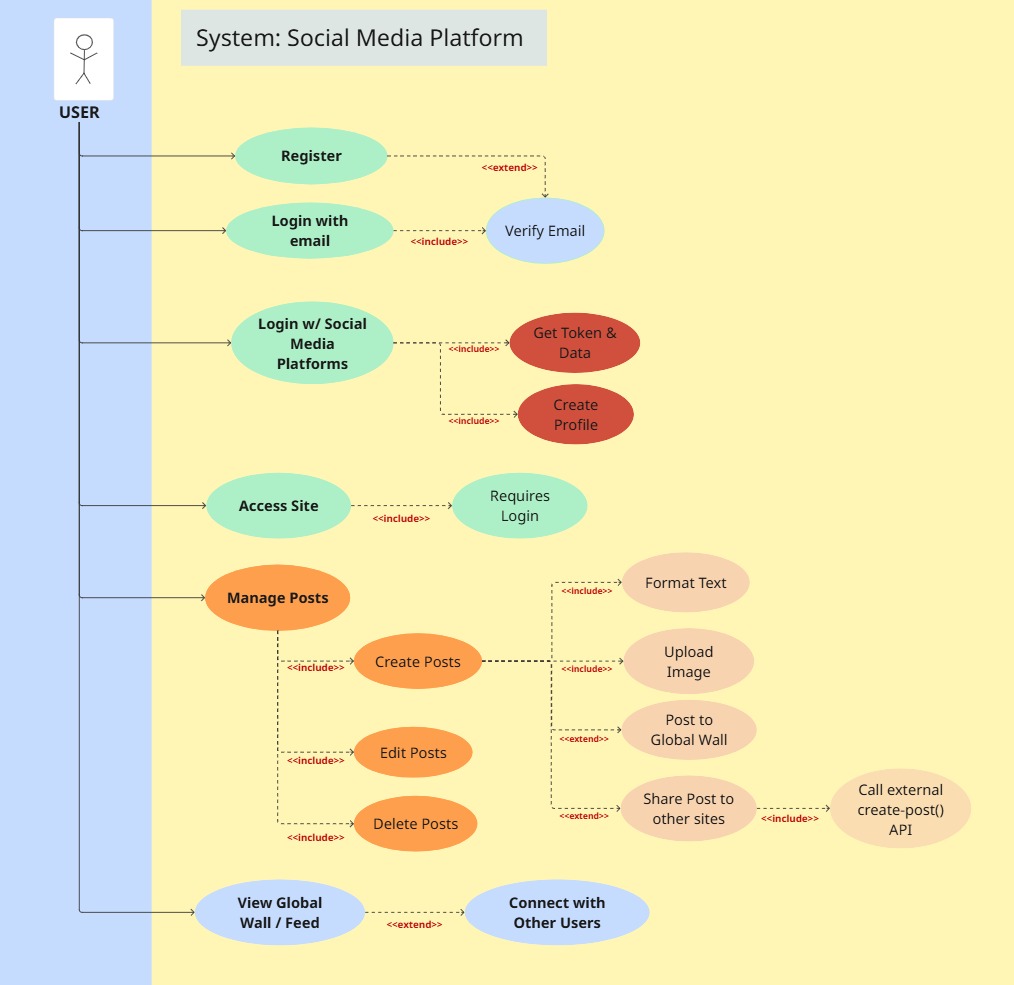 System: Social Media Platform
USER
Register
<<extend>>
Login with
email
<<include>>
Verify Email
Login w/ Social
Media
Platforms
<<include>>
Get Token &
Data
<<include>>
Create
Profile
Access Site
<<include>>
Requires
Login
Manage Posts
<<include>>
Create Posts
<<include>>
Format Text
<<include>>
Upload
Image
<<extend>>
Post to
Global Wall
<<extend>>
Share Post to
other sites
<<include>>
Call external
create-post()
API
<<include>>
Edit Posts
<<include>>
Delete Posts
View Global
Wall / Feed
<<extend>>
Connect with
Other Users